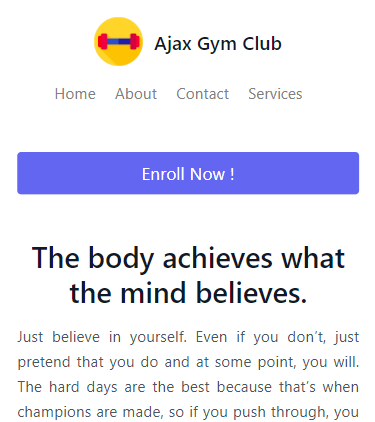 Ajax Gym Club
Home About Contact Services
Enroll Now !
The body achieves what
the mind believes.
Just believe in yourself. Even if you don't, just
pretend that you do and at some point, you will.
The hard days are the best because that's when
champions are made, so if you push through, you